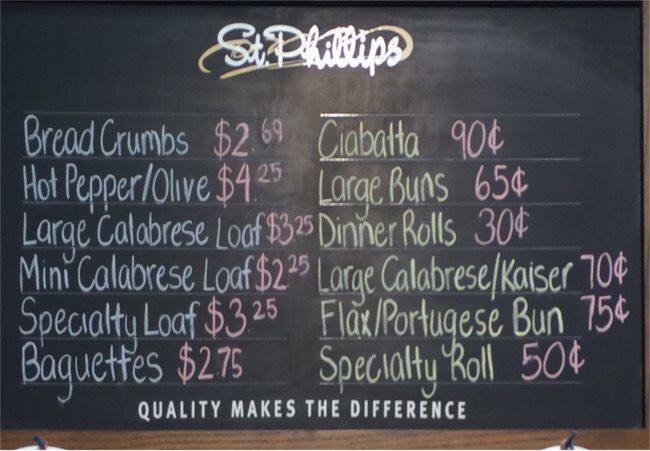 St. Phillips
Bread Crumbs $2.69
Hot Pepper/Olive $4.25
Large Calabrese Loaf $3.25
Mini Calabrese Loaf $2.25
Specialty Loaf $3.25
Baguettes $2.75
Ciabatta 90¢
Large Buns 65¢
Dinner Rolls 30¢
Large Calabrese/Kaiser 70¢
Flax/Portugese Bun 75¢
Specialty Roll 50¢
QUALITY MAKES THE DIFFERENCE